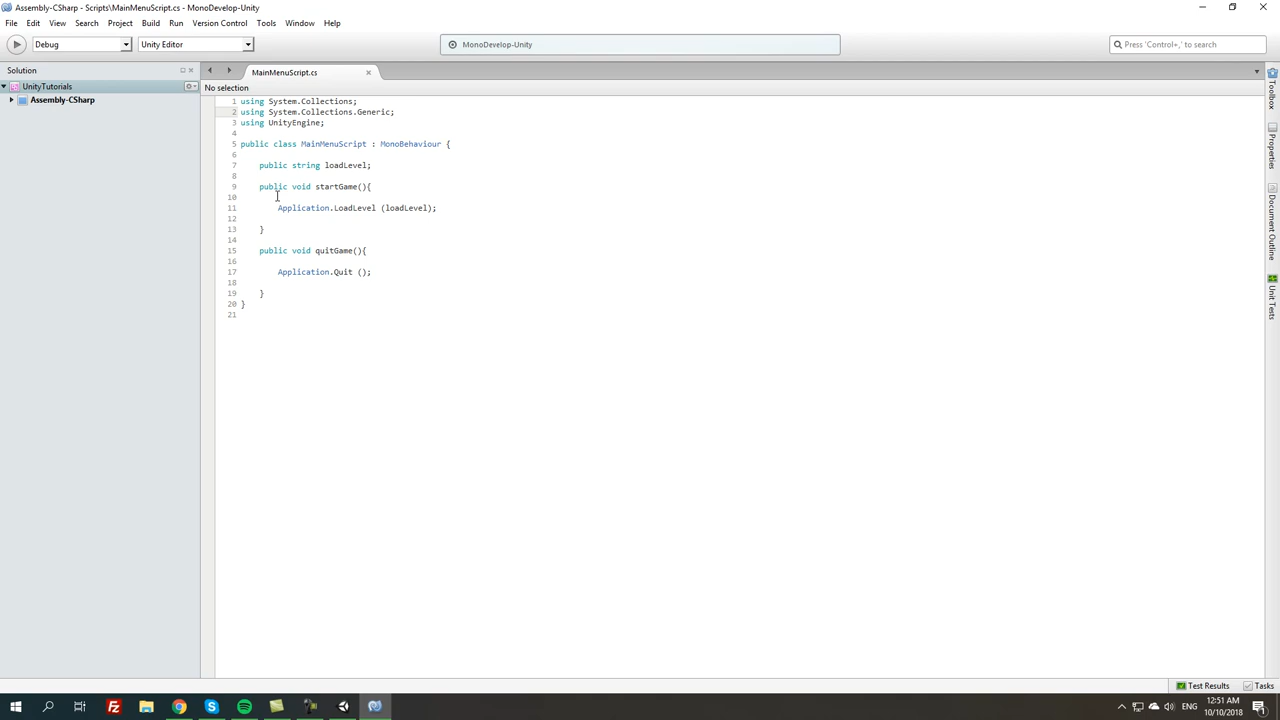 Assembly-CSharp - Scripts\MainMenuScript.cs - MonoDevelop-Unity
File Edit View Search Project Build Run Version Control Tools Window Help
Debug Unity Editor MonoDevelop-Unity Press 'Control+,' to search
Solution
MainMenuScript.cs
UnityTutorials
Assembly-CSharp
No selection
1 using System.Collections;
2 using System.Collections.Generic;
3 using UnityEngine;
4
5 public class MainMenuScript : MonoBehaviour {
6
7 public string loadLevel;
8
9 public void startGame(){
10
11 Application.LoadLevel (loadLevel);
12
13 }
14
15 public void quitGame(){
16
17 Application.Quit ();
18
19 }
20 }
21
Toolbox
Properties
Document Outline
Unit Tests
Test Results Tasks
ENG
12:51 AM
10/10/2018
1